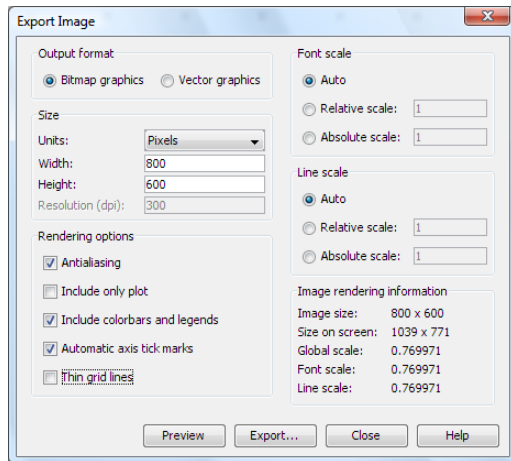 Export Image
Output format
Bitmap graphics
Vector graphics
Size
Units:
Pixels
Width:
800
Height:
600
Resolution (dpi):
300
Rendering options
Antialiasing
Include only plot
Include colorbars and legends
Automatic axis tick marks
Thin grid lines
Font scale
Auto
Relative scale:
1
Absolute scale:
1
Line scale
Auto
Relative scale:
1
Absolute scale:
1
Image rendering information
Image size: 800 x 600
Size on screen: 1039 x 771
Global scale: 0.769971
Font scale: 0.769971
Line scale: 0.769971
Preview
Export...
Close
Help